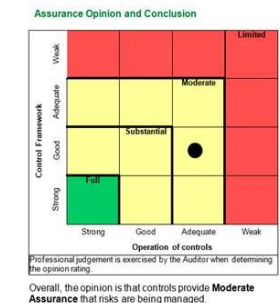 Assurance Opinion and Conclusion
Limited
Weak
Moderate
Adequate
Control Framework
Substantial
Good
Full
Strong
Strong Good Adequate Weak
Operation of controls
Professional judgement is exercised by the Auditor when determining
the opinion rating.
Overall, the opinion is that controls provide Moderate
Assurance that risks are being managed.